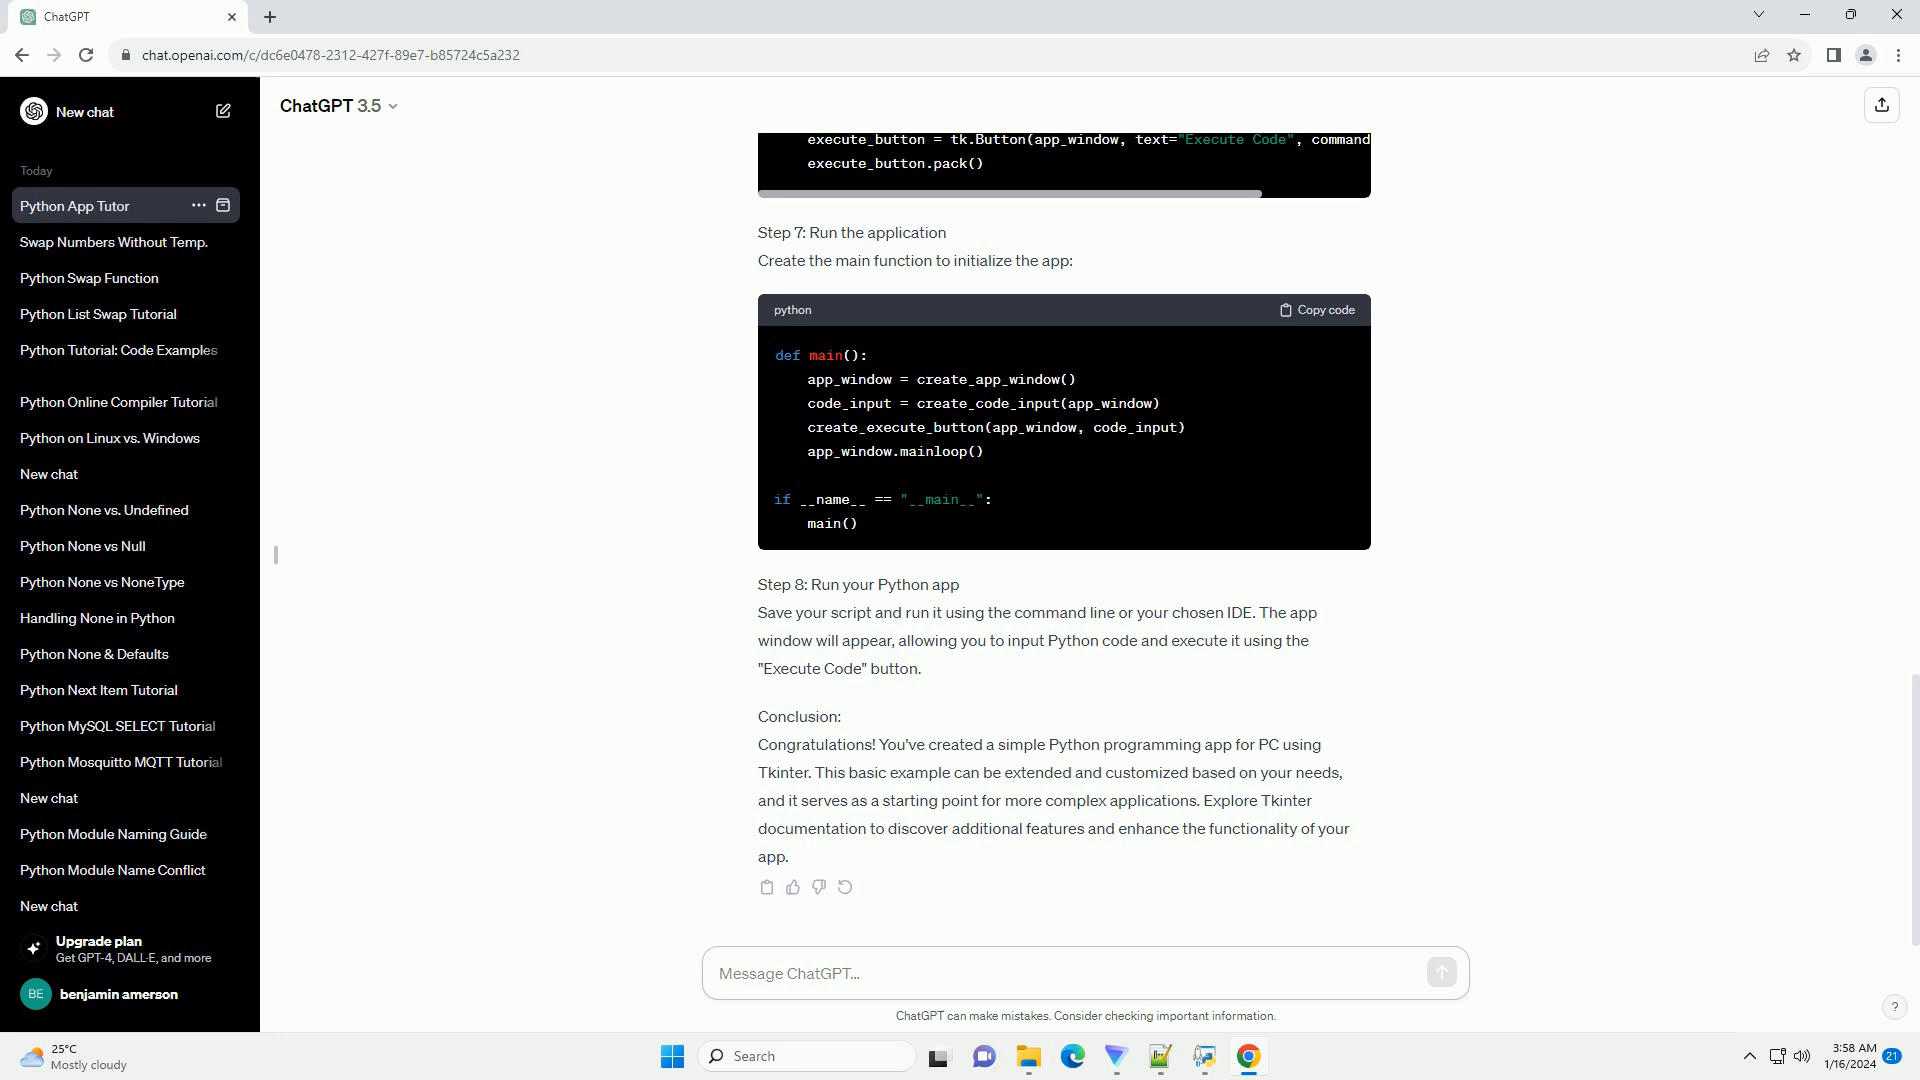 ChatGPT
chat.openai.com/c/dc6e0478-2312-427f-89e7-b85724c5a232
New chat
Today
Python App Tutor
Swap Numbers Without Temp.
Python Swap Function
Python List Swap Tutorial
Python Tutorial: Code Examples
Python Online Compiler Tutorial
Python on Linux vs. Windows
New chat
Python None vs. Undefined
Python None vs Null
Python None vs NoneType
Handling None in Python
Python None & Defaults
Python Next Item Tutorial
Python MySQL SELECT Tutorial
Python Mosquitto MQTT Tutorial
New chat
Python Module Naming Guide
Python Module Name Conflict
New chat
Upgrade plan
Get GPT-4, DALL·E, and more
BE benjamin amerson
ChatGPT 3.5
execute_button = tk.Button(app_window, text="Execute Code", command
execute_button.pack()
Step 7: Run the application
Create the main function to initialize the app:
python Copy code
def main():
app_window = create_app_window()
code_input = create_code_input(app_window)
create_execute_button(app_window, code_input)
app_window.mainloop()
if __name__ == "__main__":
main()
Step 8: Run your Python app
Save your script and run it using the command line or your chosen IDE. The app
window will appear, allowing you to input Python code and execute it using the
"Execute Code" button.
Conclusion:
Congratulations! You've created a simple Python programming app for PC using
Tkinter. This basic example can be extended and customized based on your needs,
and it serves as a starting point for more complex applications. Explore Tkinter
documentation to discover additional features and enhance the functionality of your
app.
Message ChatGPT...
ChatGPT can make mistakes. Consider checking important information.
?
25°C
Mostly cloudy
Search
3:58 AM
1/16/2024
21